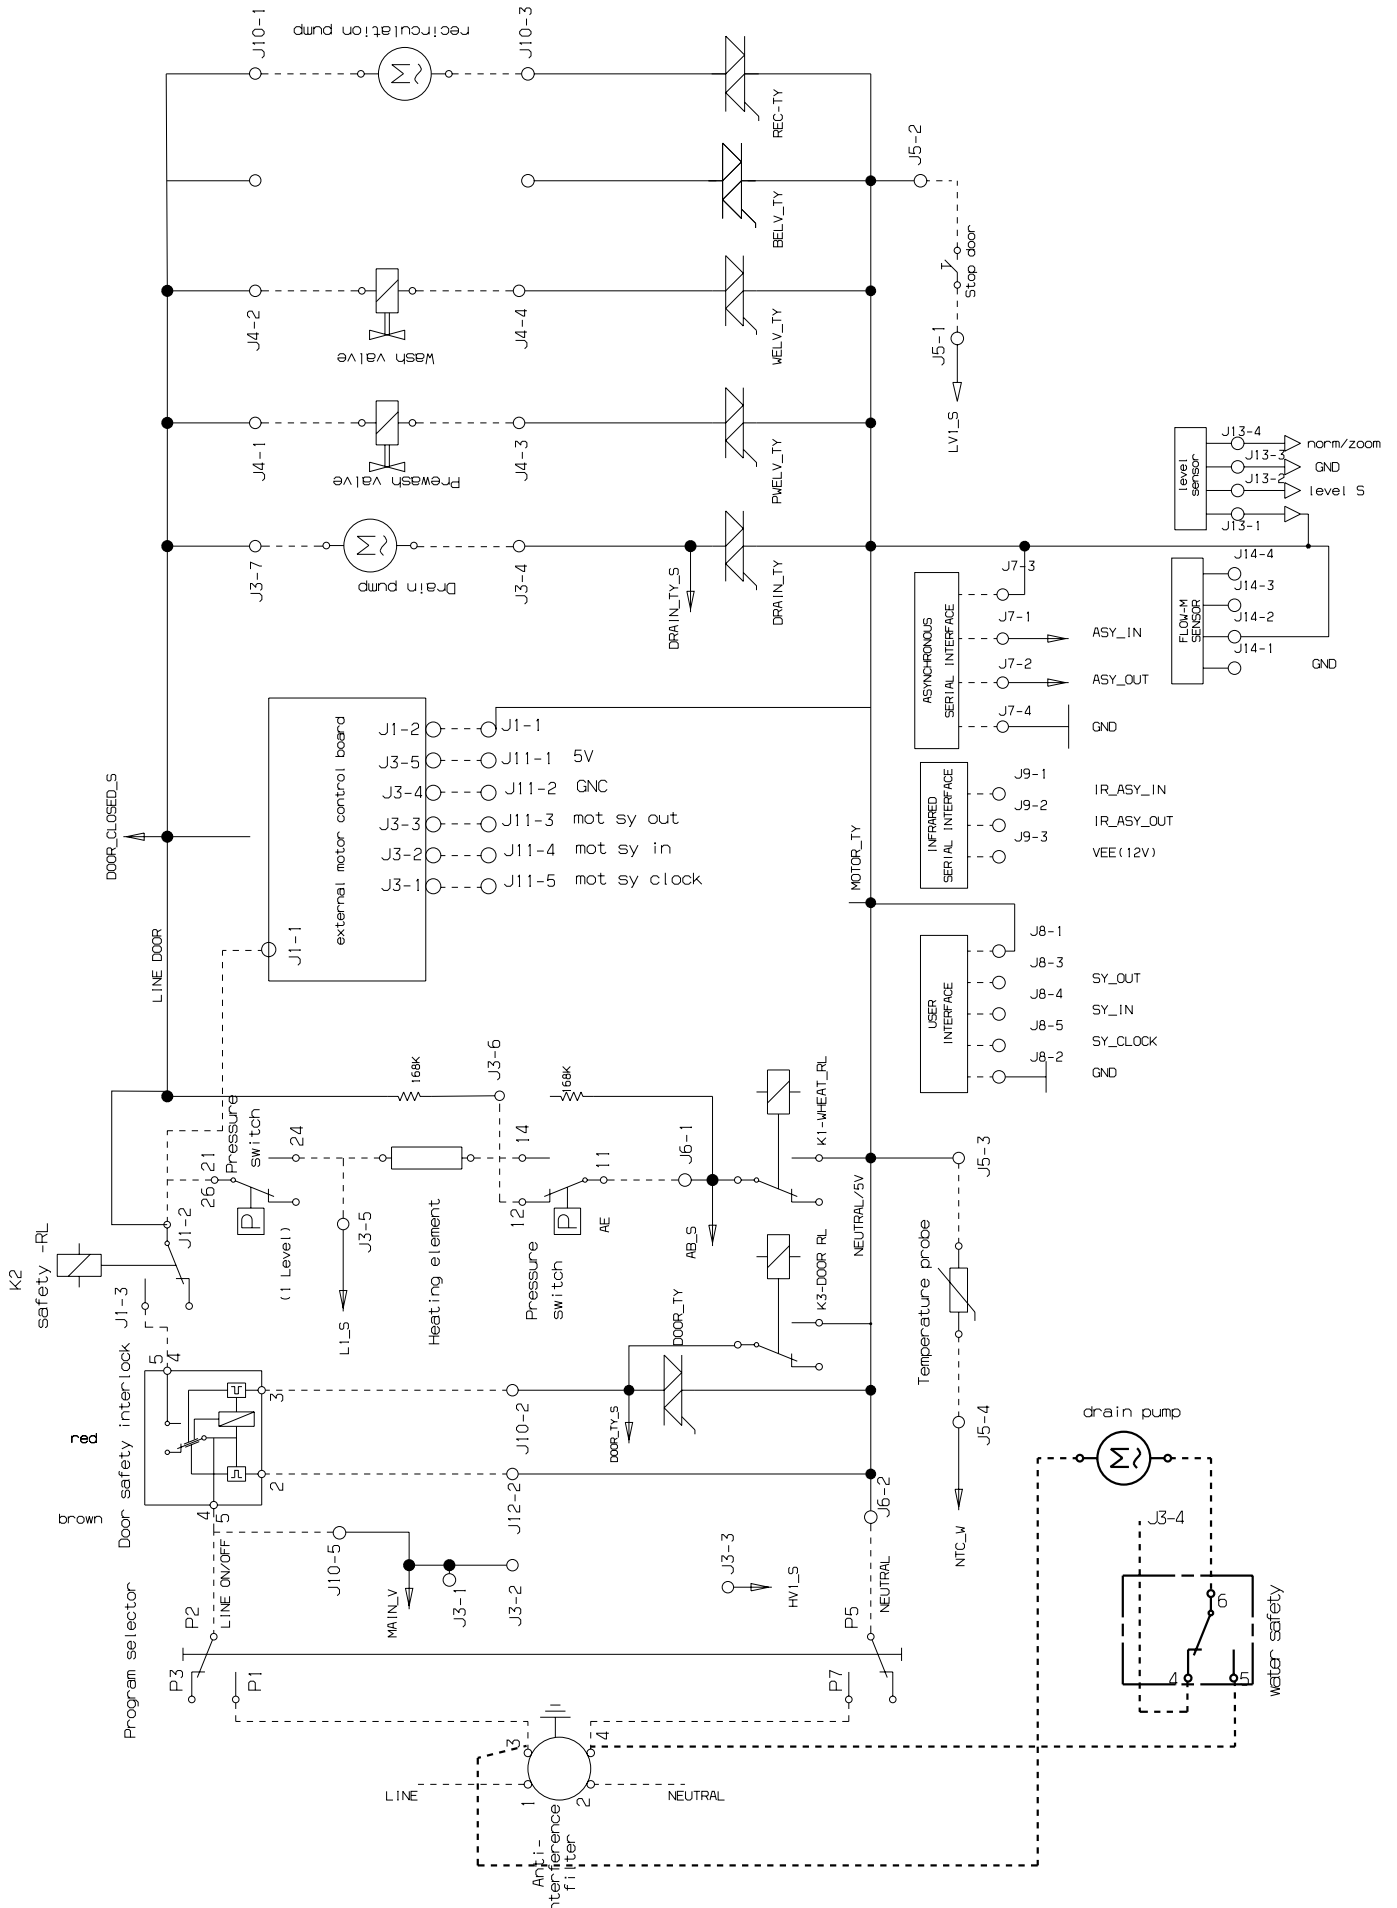 recirculation pump
J10-1
J10-3
REC-TY
J5-2
BELV_TY
J4-2
J4-4
Wash valve
WELV_TY
Stop door
J5-1
LV1_S
J4-1
J4-3
Prewash valve
PWELV_TY
level
sensor
J13-4
norm/zoom
J13-3
GND
J13-2
level S
J13-1
J3-7
J3-4
Drain pump
DRAIN_TY_S
DRAIN_TY
FLOW-M
SENSOR
J14-4
J14-3
J14-2
J14-1
GND
ASYNCHRONOUS
SERIAL INTERFACE
J7-3
J7-1
ASY_IN
J7-2
ASY_OUT
J7-4
GND
external motor control board
J1-2
J1-1
J3-5
J11-1
5V
J3-4
J11-2
GNC
J3-3
J11-3
mot sy out
J3-2
J11-4
mot sy in
J3-1
J11-5
mot sy clock
J1-1
DOOR_CLOSED_S
INFRARED
SERIAL INTERFACE
J9-1
IR_ASY_IN
J9-2
IR_ASY_OUT
J9-3
VEE(12V)
MOTOR_TY
LINE DOOR
USER
INTERFACE
J8-1
J8-3
SY_OUT
J8-4
SY_IN
J8-5
SY_CLOCK
J8-2
GND
168K
J3-6
168K
K1-WHEAT_RL
Pressure
switch
24
21
26
14
11
12
J6-1
J5-3
K2
safety -RL
J1-2
J1-3
P
(1 Level)
J3-5
L1_S
Heating element
P
AE
Pressure
switch
AB_S
NEUTRAL/5V
K3-DOOR RL
DOOR_TY
Temperature probe
5
4
Door safety interlock
red
brown
3
2
4
5
J10-2
J12-2
DOOR_TY_S
J5-4
NTC_W
drain pump
J6-2
J3-4
J10-5
LINE ON/OFF
MAIN_V
J3-1
J3-2
J3-3
HV1_S
NEUTRAL
6
4
5
water safety
Program selector
P2
P3
P1
P5
P7
3
4
1
2
LINE
NEUTRAL
Anti-
nterference
filter